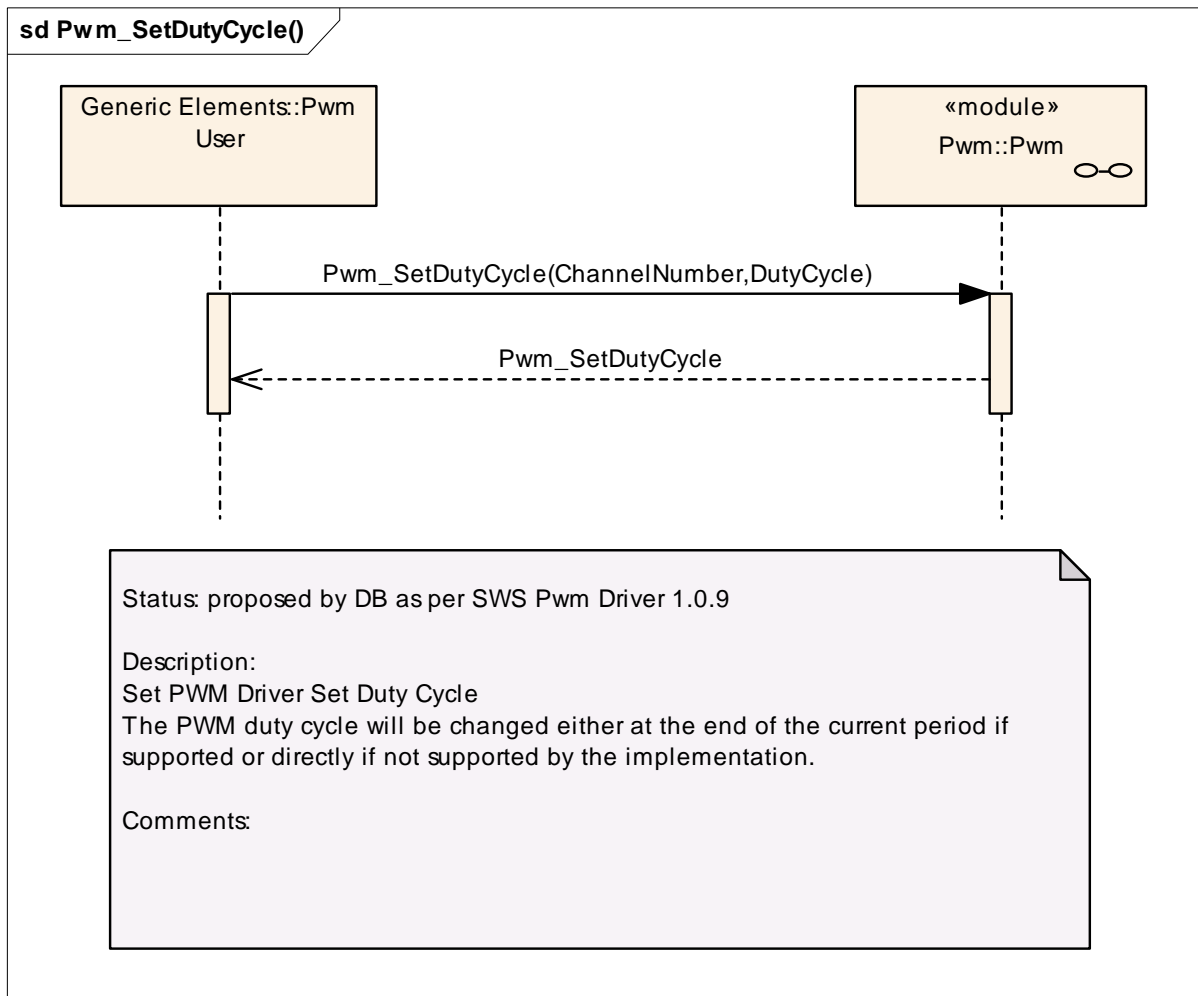 sd Pwm_SetDutyCycle()
Generic Elements::Pwm
User
«module»
Pwm::Pwm
Pwm_SetDutyCycle(ChannelNumber,DutyCycle)
Pwm_SetDutyCycle
Status: proposed by DB as per SWS Pwm Driver 1.0.9
Description:
Set PWM Driver Set Duty Cycle
The PWM duty cycle will be changed either at the end of the current period if
supported or directly if not supported by the implementation.
Comments: